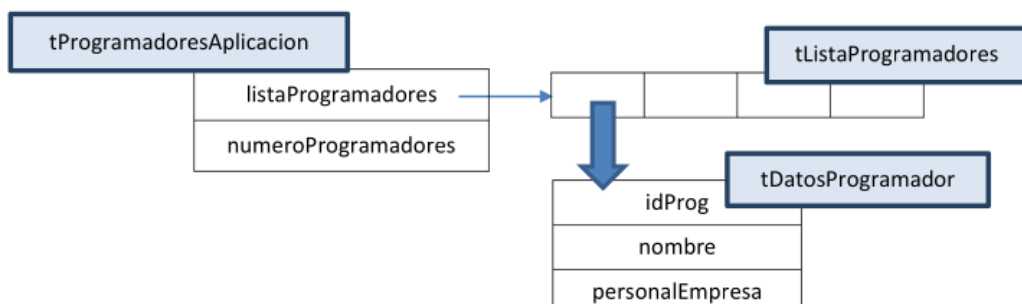 tProgramadoresAplicacion
tListaProgramadores
listaProgramadores
numeroProgramadores
tDatosProgramador
idProg
nombre
personalEmpresa